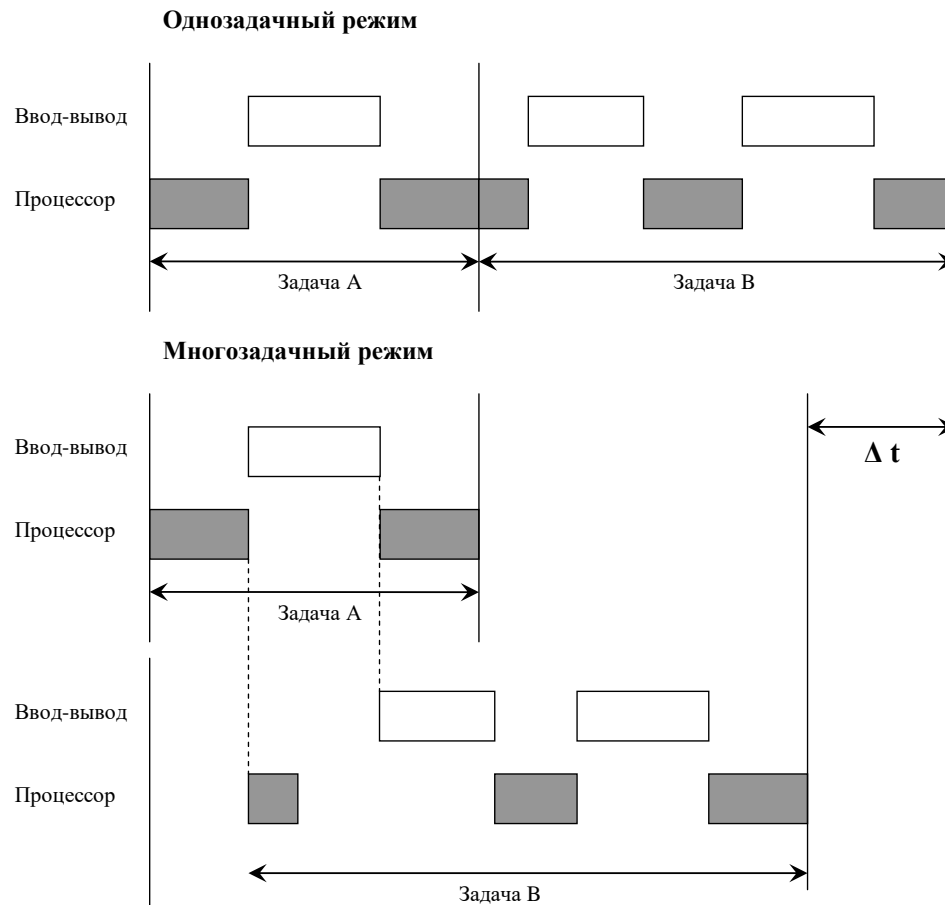 Однозадачный режим
Ввод-вывод
Процессор
Задача А
Задача В
Многозадачный режим
Ввод-вывод
Δ t
Процессор
Задача А
Ввод-вывод
Процессор
Задача В